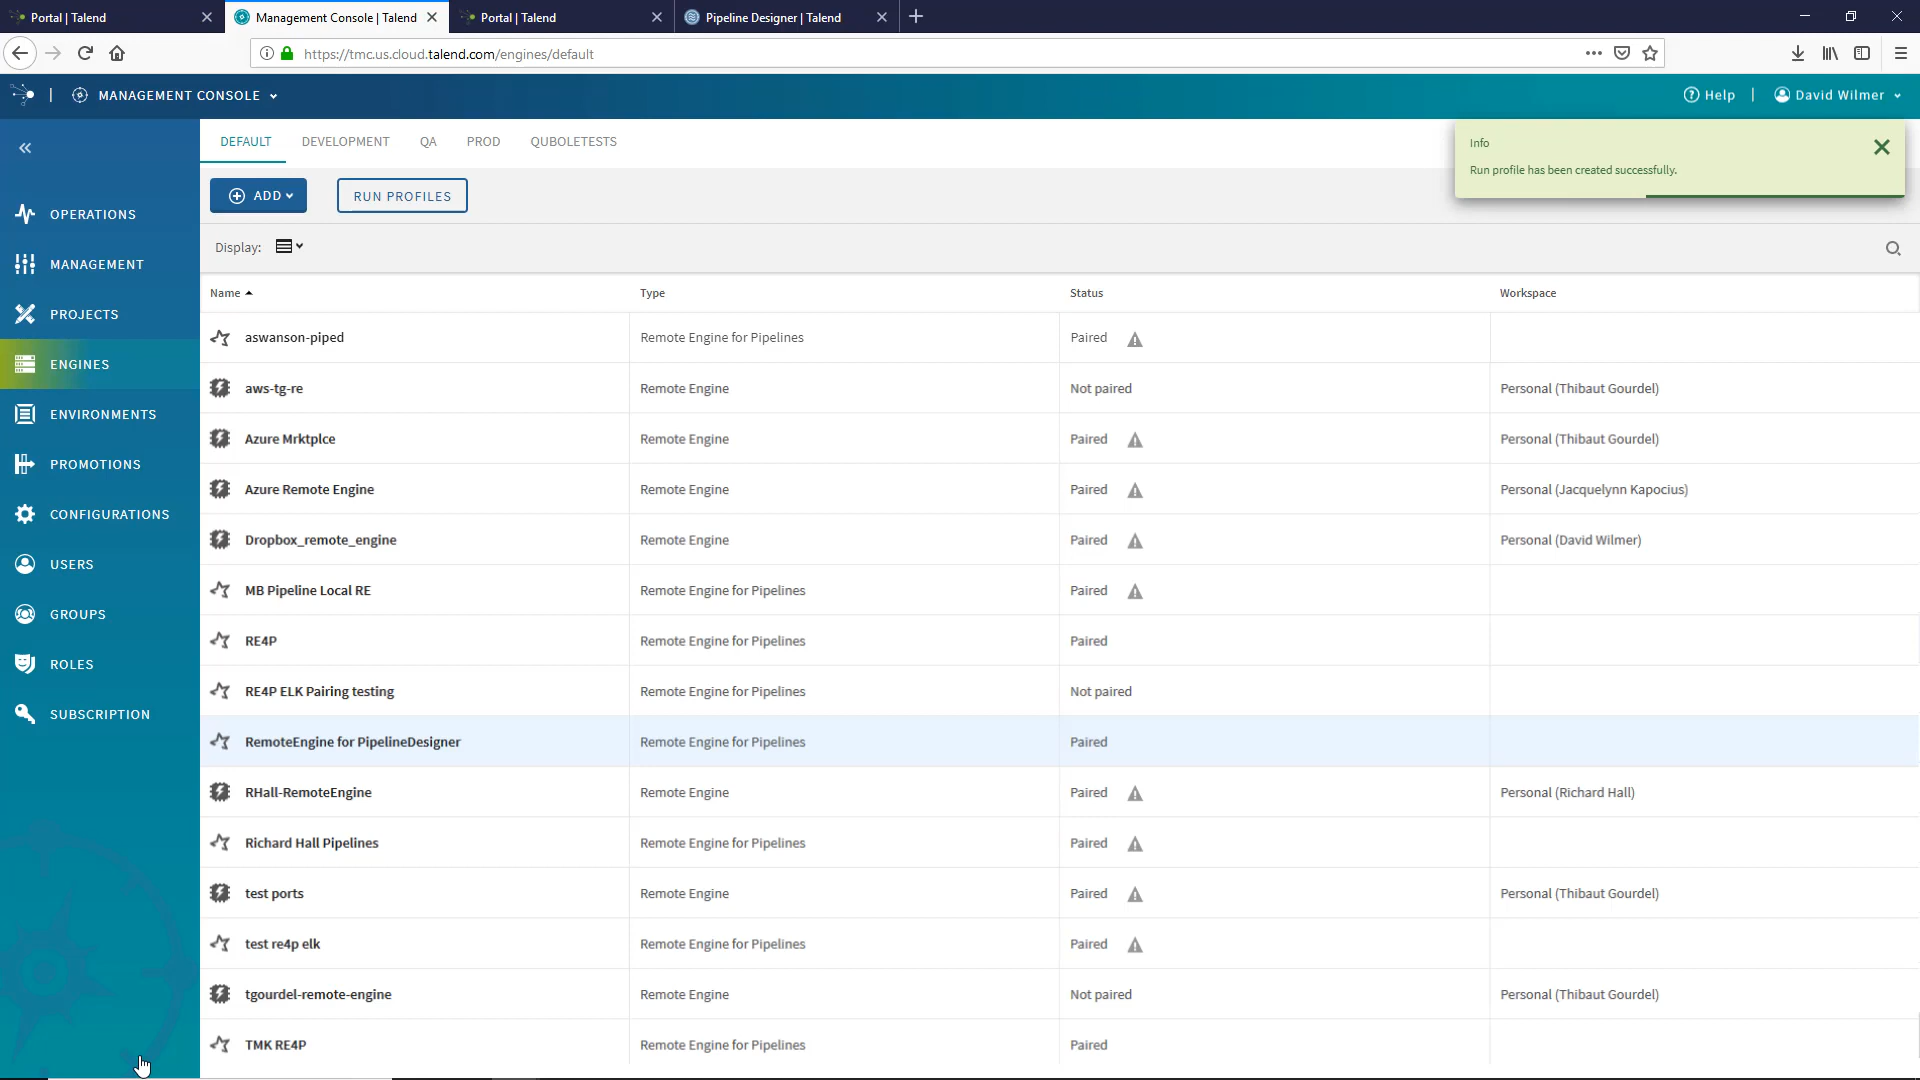 Portal | Talend
Management Console | Talend
Portal | Talend
Pipeline Designer | Talend
https://tmc.us.cloud.talend.com/engines/default
MANAGEMENT CONSOLE
Help
David Wilmer
DEFAULT DEVELOPMENT QA PROD QUBOLETESTS
Info
Run profile has been created successfully.
ADD
RUN PROFILES
Display:
OPERATIONS
MANAGEMENT
PROJECTS
ENGINES
ENVIRONMENTS
PROMOTIONS
CONFIGURATIONS
USERS
GROUPS
ROLES
SUBSCRIPTION
Name Type Status Workspace
aswanson-piped Remote Engine for Pipelines Paired
aws-tg-re Remote Engine Not paired Personal (Thibaut Gourdel)
Azure Mrktplce Remote Engine Paired Personal (Thibaut Gourdel)
Azure Remote Engine Remote Engine Paired Personal (Jacquelynn Kapocius)
Dropbox_remote_engine Remote Engine Paired Personal (David Wilmer)
MB Pipeline Local RE Remote Engine for Pipelines Paired
RE4P Remote Engine for Pipelines Paired
RE4P ELK Pairing testing Remote Engine for Pipelines Not paired
RemoteEngine for PipelineDesigner Remote Engine for Pipelines Paired
RHall-RemoteEngine Remote Engine Paired Personal (Richard Hall)
Richard Hall Pipelines Remote Engine for Pipelines Paired
test ports Remote Engine Paired Personal (Thibaut Gourdel)
test re4p elk Remote Engine for Pipelines Paired
tgourdel-remote-engine Remote Engine Not paired Personal (Thibaut Gourdel)
TMK RE4P Remote Engine for Pipelines Paired